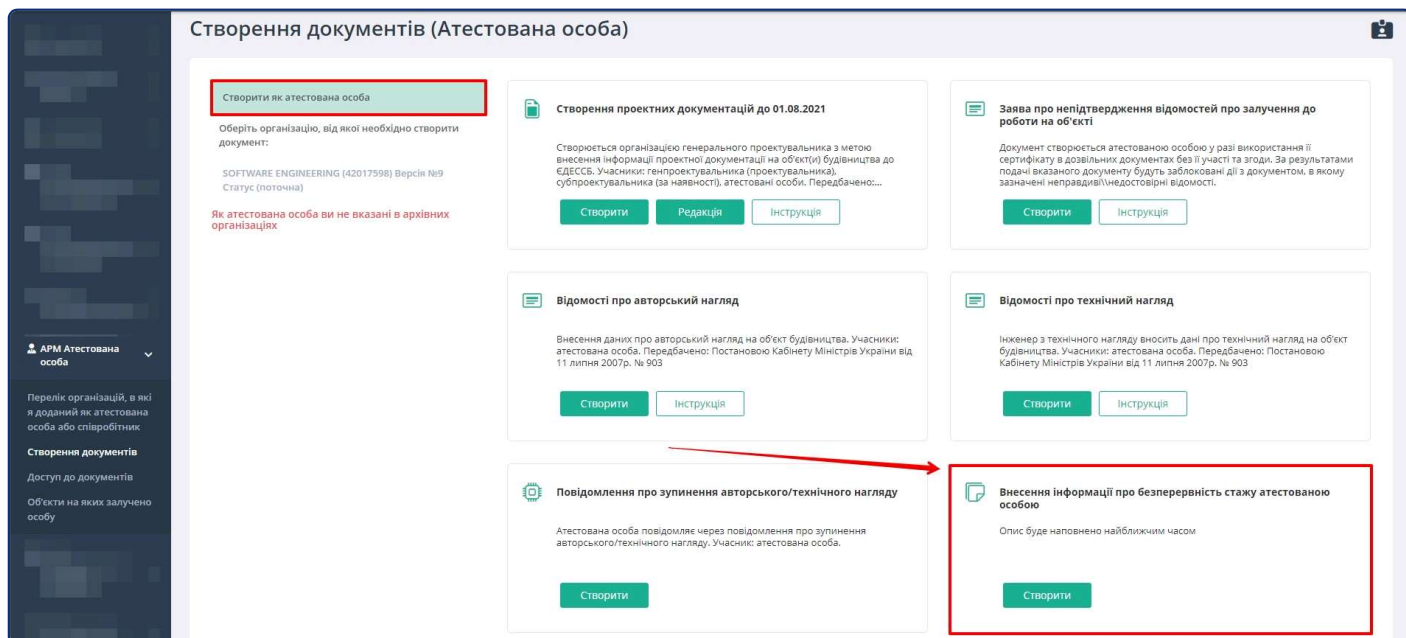 Створення документів (Атестована особа)
АРМ Атестована
особа
Перелік організацій, в які
я доданий як атестована
особа або співробітник
Створення документів
Доступ до документів
Об'єкти на яких залучено
особу
Створити як атестована особа
Оберіть організацію, від якої необхідно створити
документ:
SOFTWARE ENGINEERING (42017598) Версія №9
Статус (поточна)
Як атестована особа ви не вказані в архівних
організаціях
Створення проектних документацій до 01.08.2021
Створюється організацією генерального проектувальника з метою
внесення інформації проектної документації на об'єкт(и) будівництва до
ЄДЕССБ. Учасники: генпроектувальника (проектувальника),
субпроектувальника (за наявності), атестовані особи. Передбачено:...
Створити Редакція Інструкція
Заява про непідтвердження відомостей про залучення до
роботи на об'єкті
Документ створюється атестованою особою у разі використання її
сертифікату в дозвільних документах без її участі та згоди. За результатами
подачі вказаного документу будуть заблоковані дії з документом, в якому
зазначені неправдиві\\недостовірні відомості.
Створити Інструкція
Відомості про авторський нагляд
Внесення даних про авторський нагляд на об'єкт будівництва. Учасники:
атестована особа. Передбачено: Постановою Кабінету Міністрів України від
11 липня 2007р. № 903
Створити Інструкція
Відомості про технічний нагляд
Інженер з технічного нагляду вносить дані про технічний нагляд на об'єкт
будівництва. Учасники: атестована особа. Передбачено: Постановою
Кабінету Міністрів України від 11 липня 2007р. № 903
Створити Інструкція
Повідомлення про зупинення авторського/технічного нагляду
Атестована особа повідомляє через повідомлення про зупинення
авторського/технічного нагляду. Учасник: атестована особа.
Створити
Внесення інформації про безперервність стажу атестованою
особою
Опис буде наповнено найближчим часом
Створити